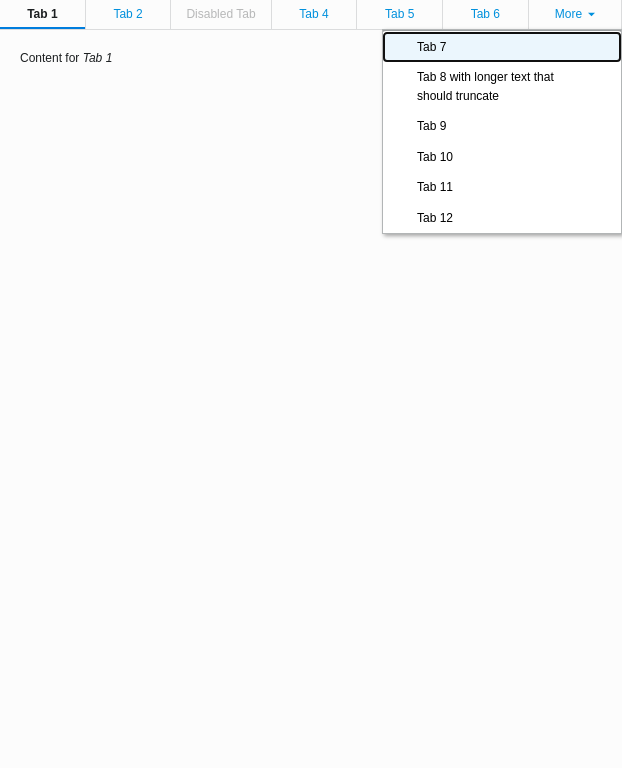 Tab 1 Tab 2 Disabled Tab Tab 4 Tab 5 Tab 6 More
Content for Tab 1
Tab 7
Tab 8 with longer text that
should truncate
Tab 9
Tab 10
Tab 11
Tab 12